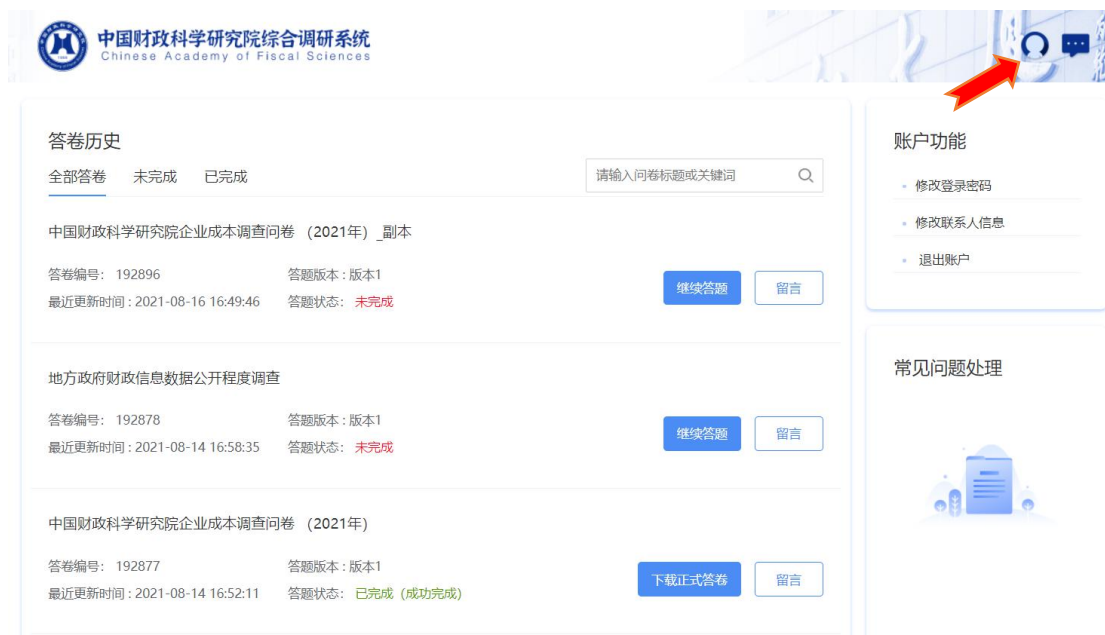 中国财政科学研究院综合调研系统
Chinese Academy of Fiscal Sciences
答卷历史
全部答卷 未完成 已完成
请输入问卷标题或关键词
中国财政科学研究院企业成本调查问卷 (2021年) _副本
答卷编号: 192896 答题版本 : 版本1
最近更新时间 : 2021-08-16 16:49:46 答题状态: 未完成
继续答题 留言
地方政府财政信息数据公开程度调查
答卷编号: 192878 答题版本 : 版本1
最近更新时间 : 2021-08-14 16:58:35 答题状态: 未完成
继续答题 留言
中国财政科学研究院企业成本调查问卷 (2021年)
答卷编号: 192877 答题版本 : 版本1
最近更新时间 : 2021-08-14 16:52:11 答题状态: 已完成 (成功完成)
下载正式答卷 留言
账户功能
修改登录密码
修改联系人信息
退出账户
常见问题处理